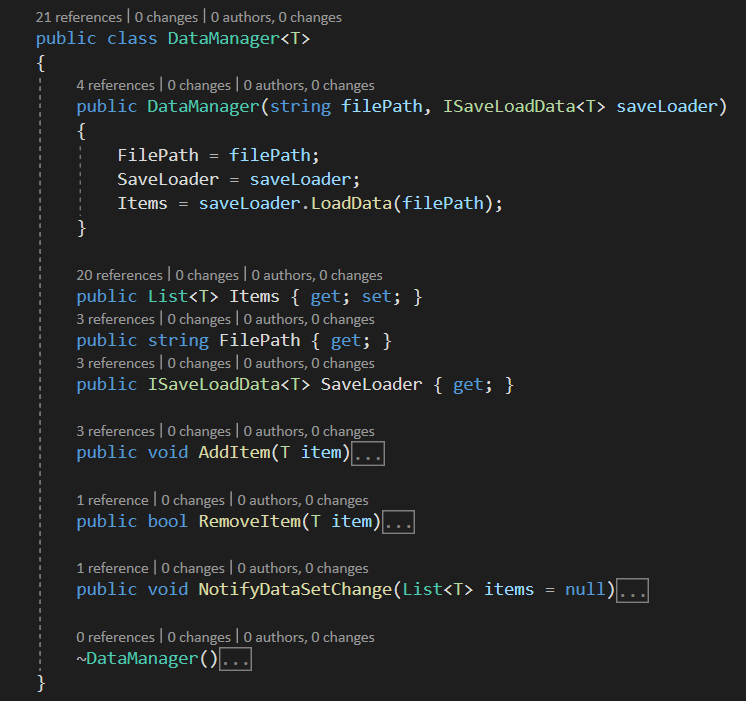 21 references | 0 changes | 0 authors, 0 changes
public class DataManager<T>
{
4 references | 0 changes | 0 authors, 0 changes
public DataManager(string filePath, ISaveLoadData<T> saveLoader)
{
FilePath = filePath;
SaveLoader = saveLoader;
Items = saveLoader.LoadData(filePath);
}
20 references | 0 changes | 0 authors, 0 changes
public List<T> Items { get; set; }
3 references | 0 changes | 0 authors, 0 changes
public string FilePath { get; }
3 references | 0 changes | 0 authors, 0 changes
public ISaveLoadData<T> SaveLoader { get; }
3 references | 0 changes | 0 authors, 0 changes
public void AddItem(T item)...
1 reference | 0 changes | 0 authors, 0 changes
public bool RemoveItem(T item)...
1 reference | 0 changes | 0 authors, 0 changes
public void NotifyDataSetChange(List<T> items = null)...
0 references | 0 changes | 0 authors, 0 changes
~DataManager()...
}